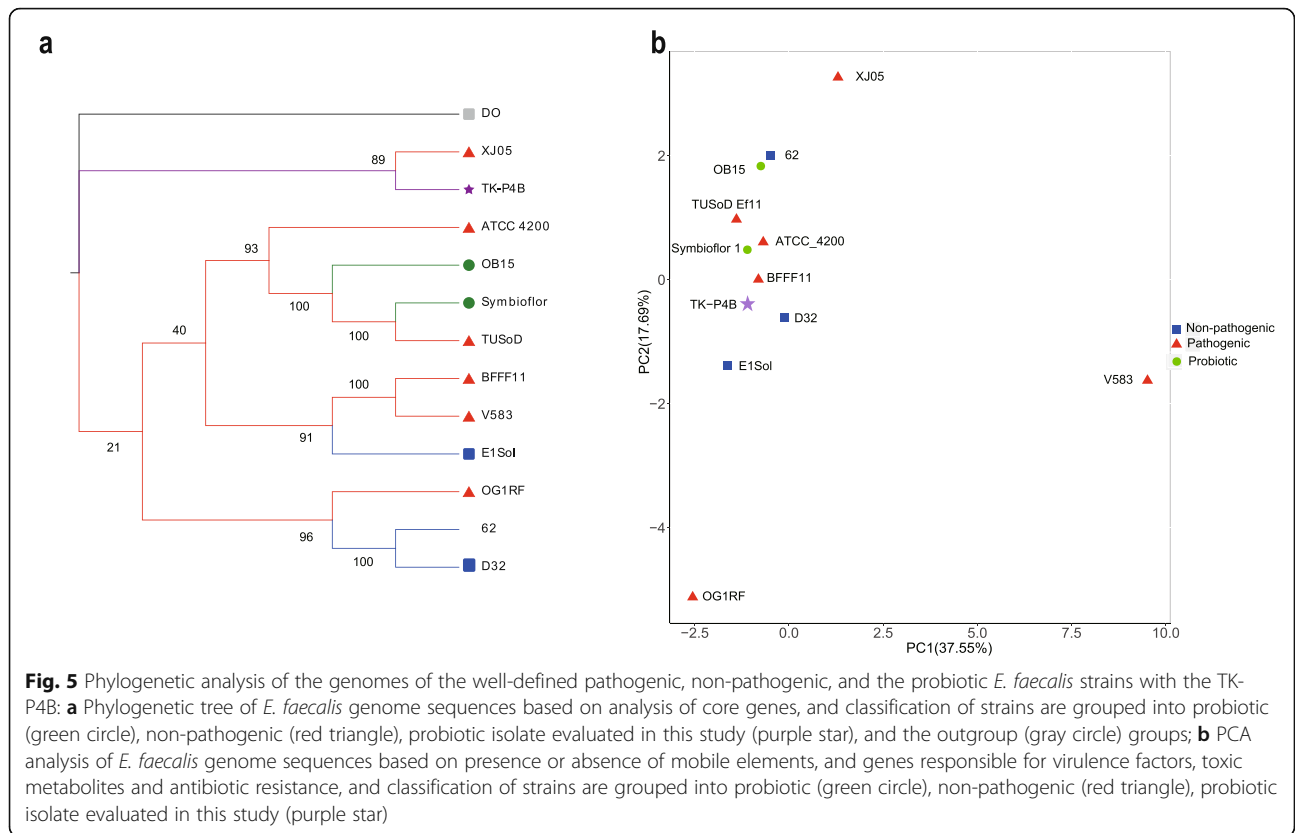 a
DO
XJ05
89
TK-P4B
ATCC 4200
93
OB15
100
Symbioflor
40
100
TUSoD
BFFF11
100
V583
91
E1Sol
21
OG1RF
62
96
100
D32
b
XJ05
2
62
OB15
TUSoD Ef11
Symbioflor 1
ATCC_4200
0
BFFF11
TK−P4B
D32
E1Sol
V583
−2
−4
OG1RF
PC2(17.69%)
−2.5 0.0 2.5 5.0 7.5 10.0
PC1(37.55%)
Non-pathogenic
Pathogenic
Probiotic
Fig. 5 Phylogenetic analysis of the genomes of the well-defined pathogenic, non-pathogenic, and the probiotic E. faecalis strains with the TK-
P4B: a Phylogenetic tree of E. faecalis genome sequences based on analysis of core genes, and classification of strains are grouped into probiotic
(green circle), non-pathogenic (red triangle), probiotic isolate evaluated in this study (purple star), and the outgroup (gray circle) groups; b PCA
analysis of E. faecalis genome sequences based on presence or absence of mobile elements, and genes responsible for virulence factors, toxic
metabolites and antibiotic resistance, and classification of strains are grouped into probiotic (green circle), non-pathogenic (red triangle), probiotic
isolate evaluated in this study (purple star)